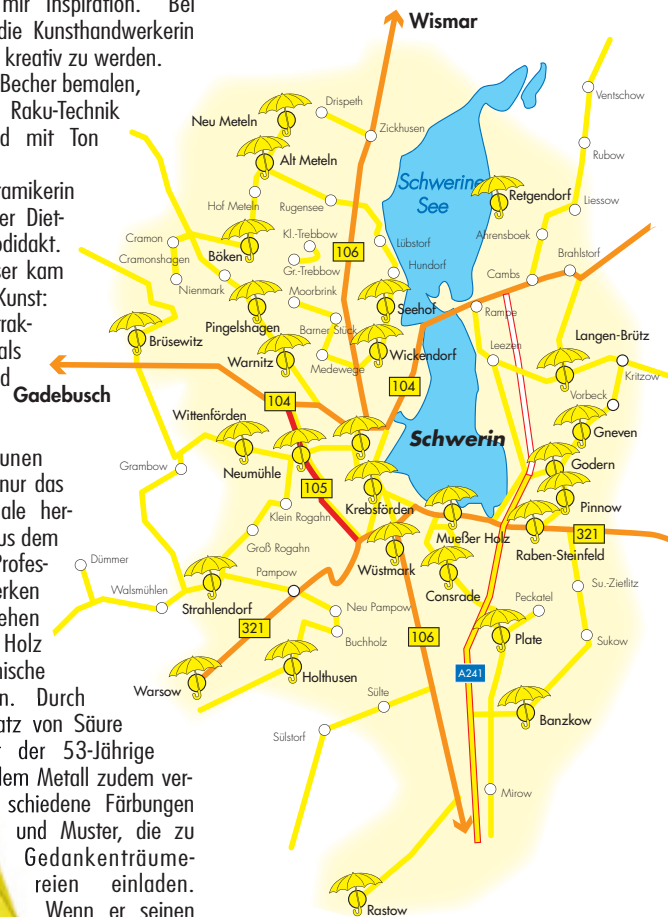 mir Inspiration. Bei
die Kunsthandwerkerin
kreativ zu werden.
Becher bemalen,
Raku-Technik
d mit Ton
ramikerin
er Diet-
odidakt.
ser kam
Kunst:
trak-
als
d
unen
nur das
ale her-
us dem
Profes-
erken
ehen
Holz
nische
n. Durch
atz von Säure
der 53-Jährige
dem Metall zudem ver-
schiedene Färbungen
und Muster, die zu
Gedankenträume-
reien einladen.
Wenn er seinen
Wismar
Ventschow
Drispeth
Neu Meteln
Zickhusen
Rubow
Alt Meteln
Schweriner
See
Retgendorf
Hof Meteln
Rugensee
Liessow
Cramon
Kl.-Trebbow
Lübstorf
Ahrensboek
Böken
106
Cramonshagen
Brahlstorf
Gr.-Trebbow
Hundorf
Cambs
Nienmark
Moorbrink
Seehof
Rampe
Pingelshagen
Barner Stück
Brüsewitz
Langen-Brütz
Wickendorf
Leezen
Warnitz
Medewege
Kritzow
104
Gadebusch
104
Vorbeck
Wittenförden
Gneven
Schwerin
Neumühle
Grambow
Godern
105
Krebsförden
Pinnow
Klein Rogahn
Mueßer Holz
321
Groß Rogahn
Raben-Steinfeld
Dümmer
Wüstmark
Pampow
Consrade
Su.-Zietlitz
Walsmühlen
Strahlendorf
Neu Pampow
Peckatel
321
Buchholz
106
Plate
Sukow
Holthusen
A241
Warsow
Sülte
Banzkow
Sülstorf
Mirow
Rastow